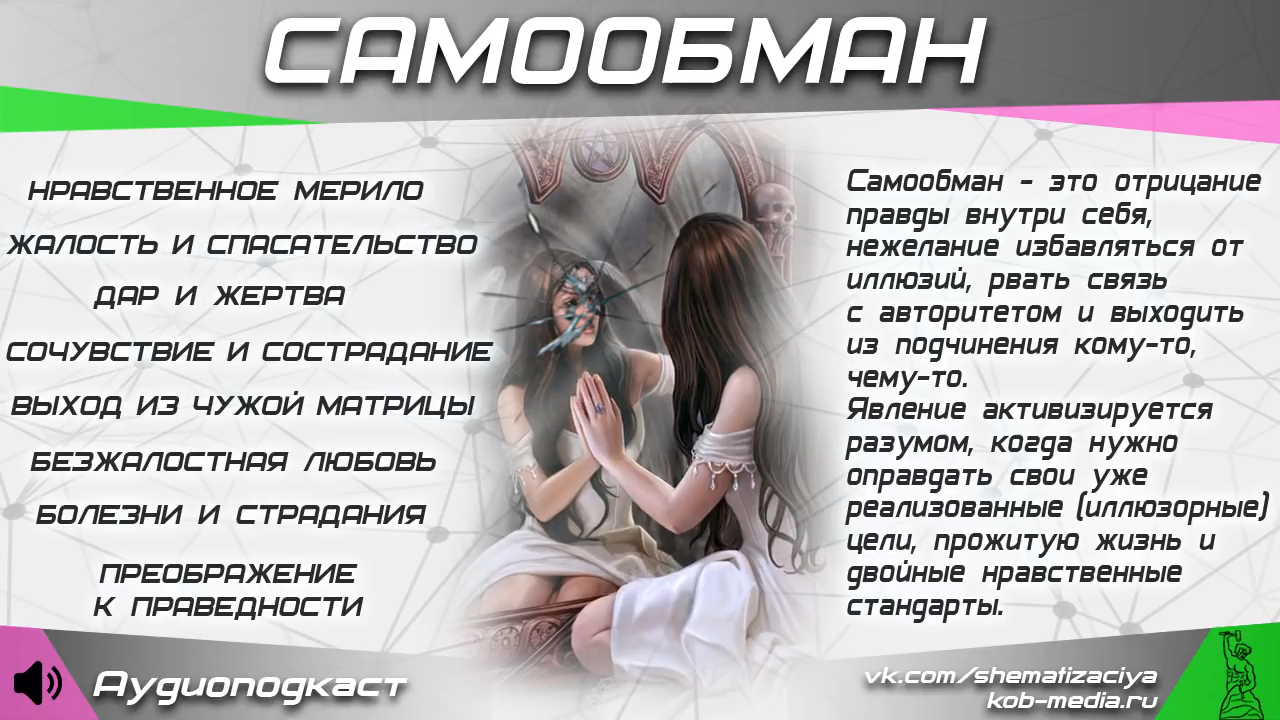 САМООБМАН
НРАВСТВЕННОЕ МЕРИЛО
ЖАЛОСТЬ И СПАСАТЕЛЬСТВО
ДАР И ЖЕРТВА
СОЧУВСТВИЕ И СОСТРАДАНИЕ
ВЫХОД ИЗ ЧУЖОЙ МАТРИЦЫ
БЕЗЖАЛОСТНАЯ ЛЮБОВЬ
БОЛЕЗНИ И СТРАДАНИЯ
ПРЕОБРАЖЕНИЕ
К ПРАВЕДНОСТИ
Самообман - это отрицание
правды внутри себя,
нежелание избавляться от
иллюзий, рвать связь
с авторитетом и выходить
из подчинения кому-то,
чему-то.
Явление активизируется
разумом, когда нужно
оправдать свои уже
реализованные (иллюзорные)
цели, прожитую жизнь и
двойные нравственные
стандарты.
Аудиоподкаст
vk.com/shematizaciya
kob-media.ru